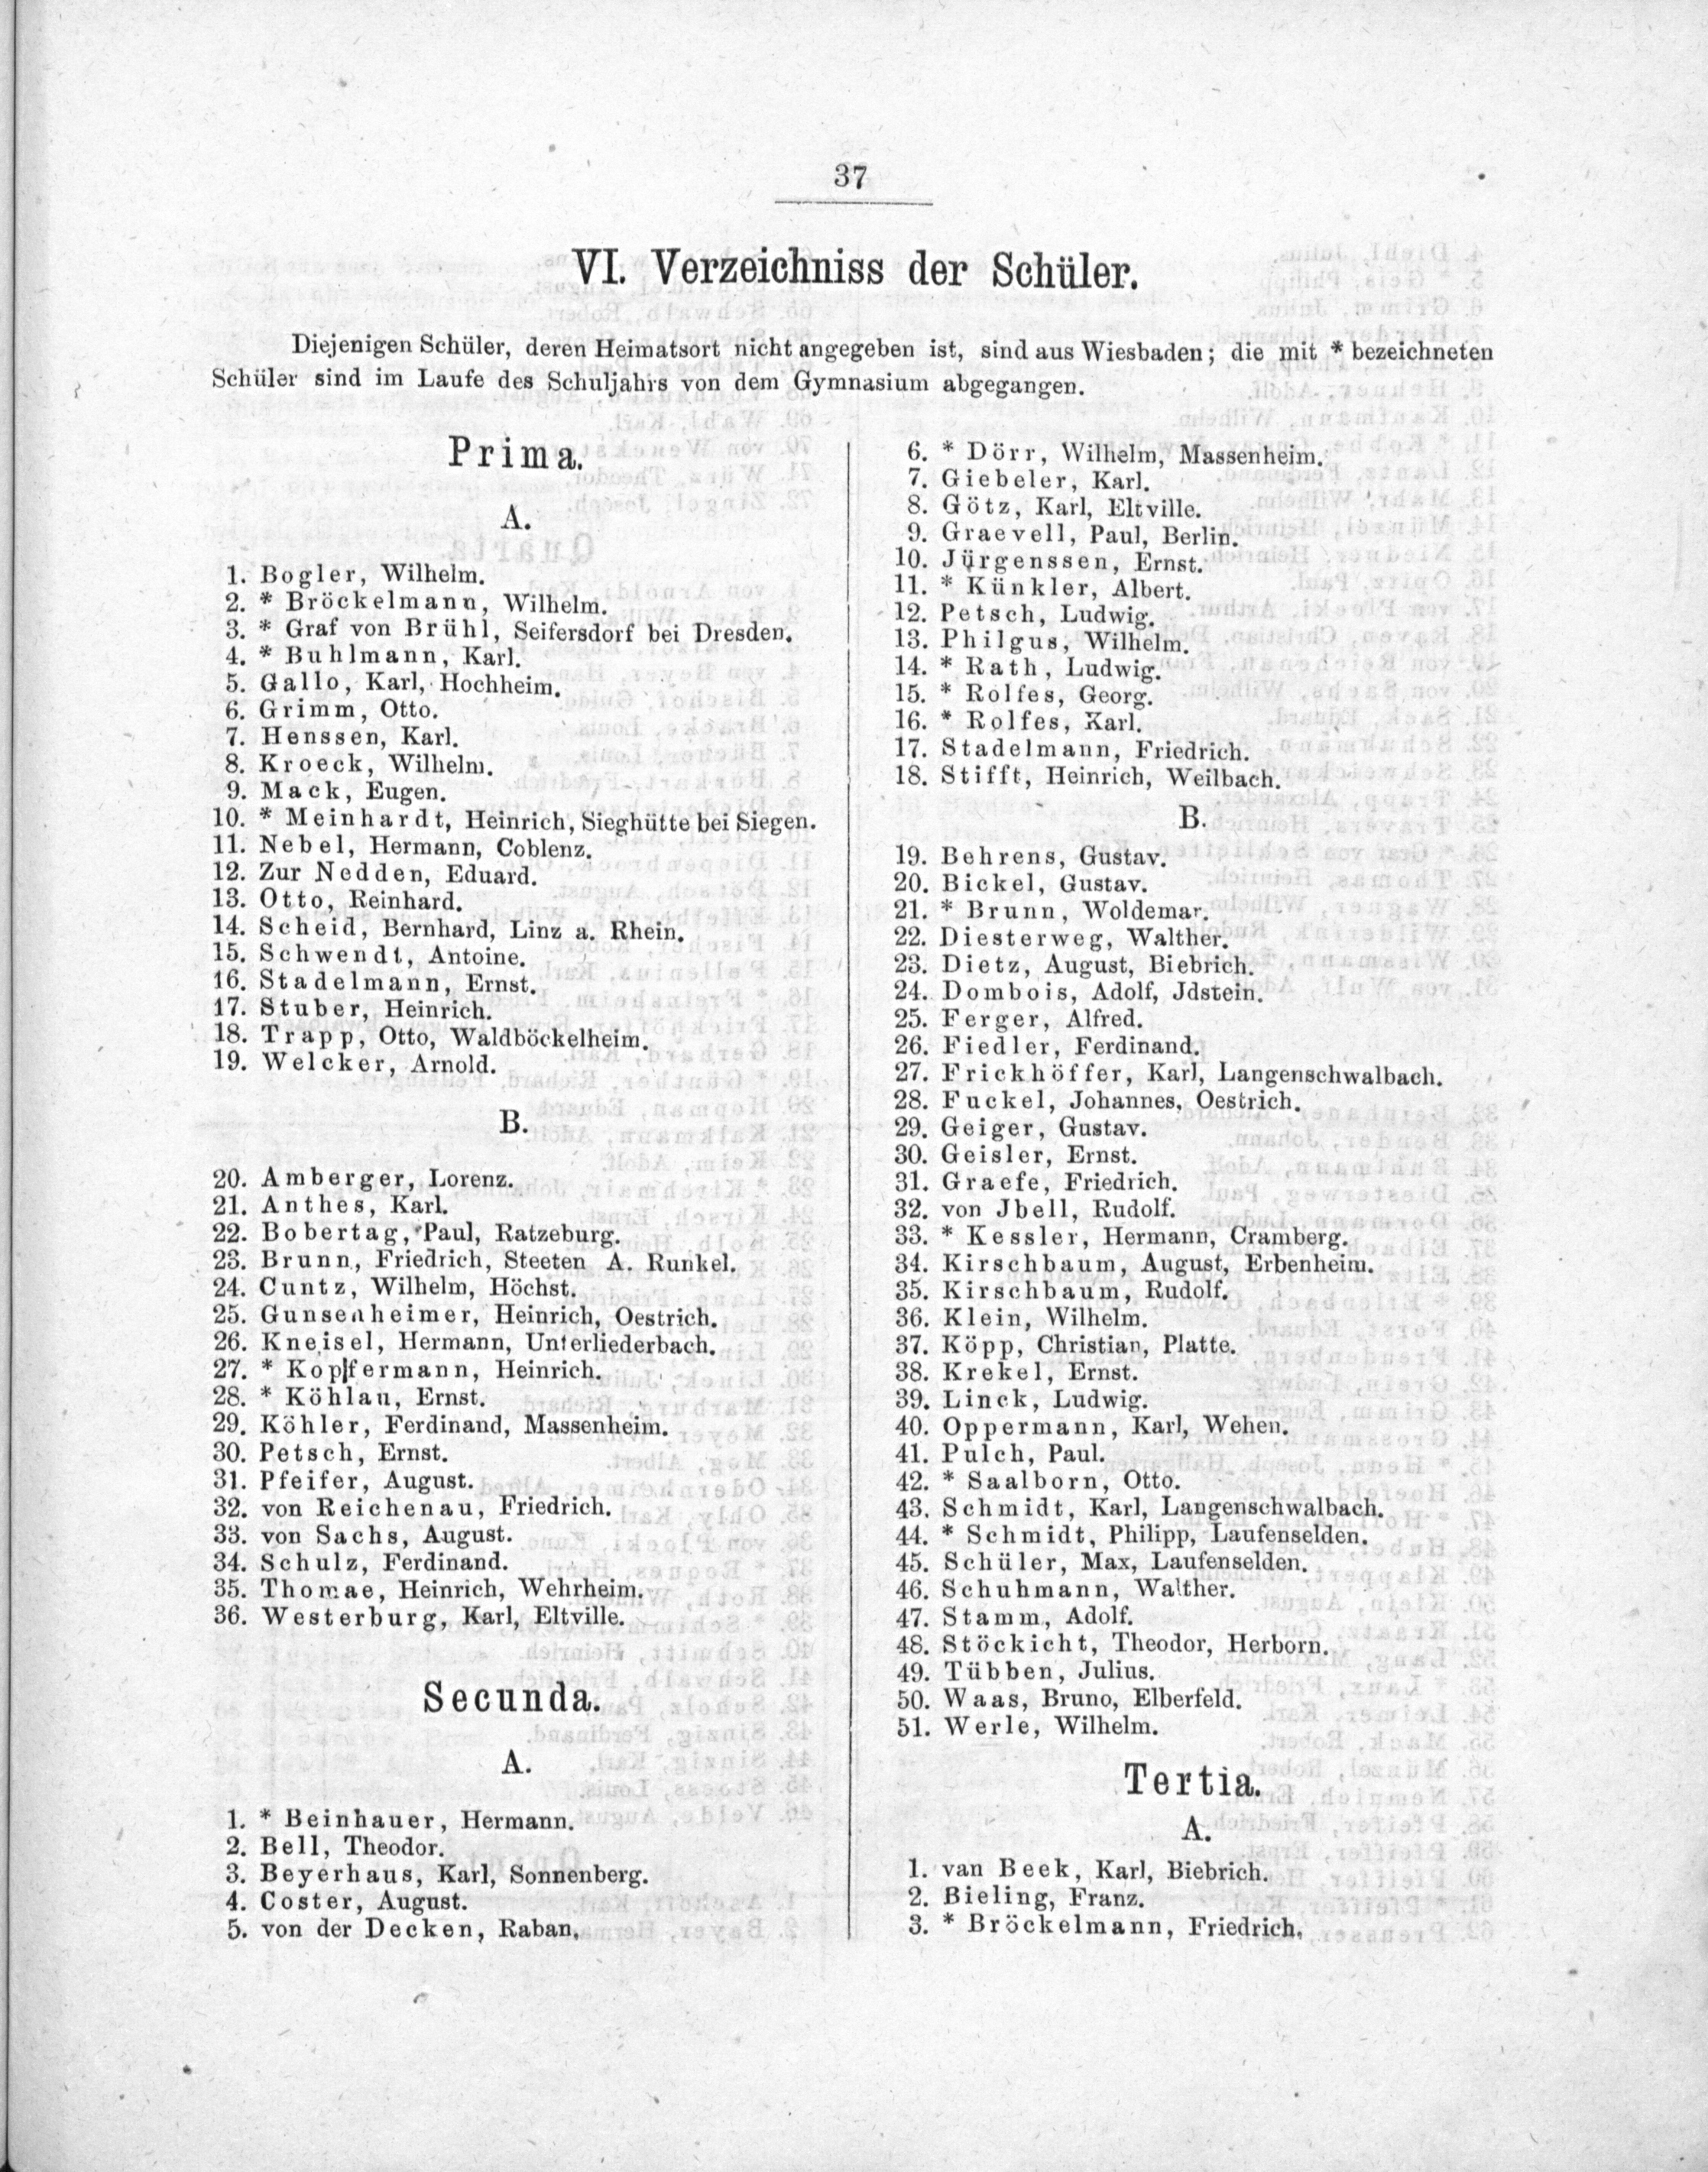 37
VI. Verzeichniss der Schüler.
Diejenigen Schüler, deren Heimatsort nicht angegeben ist, sind aus Wiesbaden; die mit * bezeichneten
Schüler sind im Laufe des Schuljahrs von dem Gymnasium abgegangen.
Prima.
A.
1. Bogler, Wilhelm.
2. * Bröckelmann, Wilhelm.
3. * Graf von Brühl, Seifersdorf bei Dresden.
4. * Buhlmann, Karl.
5. Gallo, Karl, Hochheim.
6. Grimm, Otto.
7. Henssen, Karl.
8. Kroeck, Wilhelm.
9. Mack, Eugen.
10. * Meinhardt, Heinrich, Sieghütte bei Siegen.
11. Nebel, Hermann, Coblenz.
12. Zur Nedden, Eduard.
13. Otto, Reinhard.
14. Scheid, Bernhard, Linz a. Rhein.
15. Schwendt, Antoine.
16. Stadelmann, Ernst.
17. Stuber, Heinrich.
18. Trapp, Otto, Waldböckelheim.
19. Welcker, Arnold.
B.
20. Amberger, Lorenz.
21. Anthes, Karl.
22. Bobertag, Paul, Ratzeburg.
23. Brunn, Friedrich, Steeten A. Runkel.
24. Cuntz, Wilhelm, Höchst.
25. Gunsenheimer, Heinrich, Oestrich.
26. Kneisel, Hermann, Unterliederbach.
27. * Kopffermann, Heinrich.
28. * Köhlau, Ernst.
29. Köhler, Ferdinand, Massenheim.
30. Petsch, Ernst.
31. Pfeifer, August.
32. von Reichenau, Friedrich.
33. von Sachs, August.
34. Schulz, Ferdinand.
35. Thomae, Heinrich, Wehrheim.
36. Westerburg, Karl, Eltville.
Secunda.
A.
1. * Beinhauer, Hermann.
2. Bell, Theodor.
3. Beyerhaus, Karl, Sonnenberg.
4. Coster, August.
5. von der Decken, Raban.
6. * Dörr, Wilhelm, Massenheim.
7. Giebeler, Karl.
8. Götz, Karl, Eltville.
9. Graevell, Paul, Berlin.
10. Jürgenssen, Ernst.
11. * Künkler, Albert.
12. Petsch, Ludwig.
13. Philgus, Wilhelm.
14. * Rath, Ludwig.
15. * Rolfes, Georg.
16. * Rolfes, Karl.
17. Stadelmann, Friedrich.
18. Stifft, Heinrich, Weilbach.
B.
19. Behrens, Gustav.
20. Bickel, Gustav.
21. * Brunn, Woldemar.
22. Diesterweg, Walther.
23. Dietz, August, Biebrich.
24. Dombois, Adolf, Jdstein.
25. Ferger, Alfred.
26. Fiedler, Ferdinand.
27. Frickhöffer, Karl, Langenschwalbach.
28. Fuckel, Johannes, Oestrich.
29. Geiger, Gustav.
30. Geisler, Ernst.
31. Graefe, Friedrich.
32. von Jbell, Rudolf.
33. * Kessler, Hermann, Cramberg.
34. Kirschbaum, August, Erbenheim.
35. Kirschbaum, Rudolf.
36. Klein, Wilhelm.
37. Köpp, Christian, Platte.
38. Krekel, Ernst.
39. Linck, Ludwig.
40. Oppermann, Karl, Wehen.
41. Pulch, Paul.
42. * Saalborn, Otto.
43. Schmidt, Karl, Langenschwalbach.
44. * Schmidt, Philipp, Laufenselden.
45. Schüler, Max, Laufenselden.
46. Schuhmann, Walther.
47. Stamm, Adolf.
48. Stöckicht, Theodor, Herborn.
49. Tübben, Julius.
50. Waas, Bruno, Elberfeld.
51. Werle, Wilhelm.
Tertia.
A.
1. van Beek, Karl, Biebrich.
2. Bieling, Franz.
3. * Bröckelmann, Friedrich.